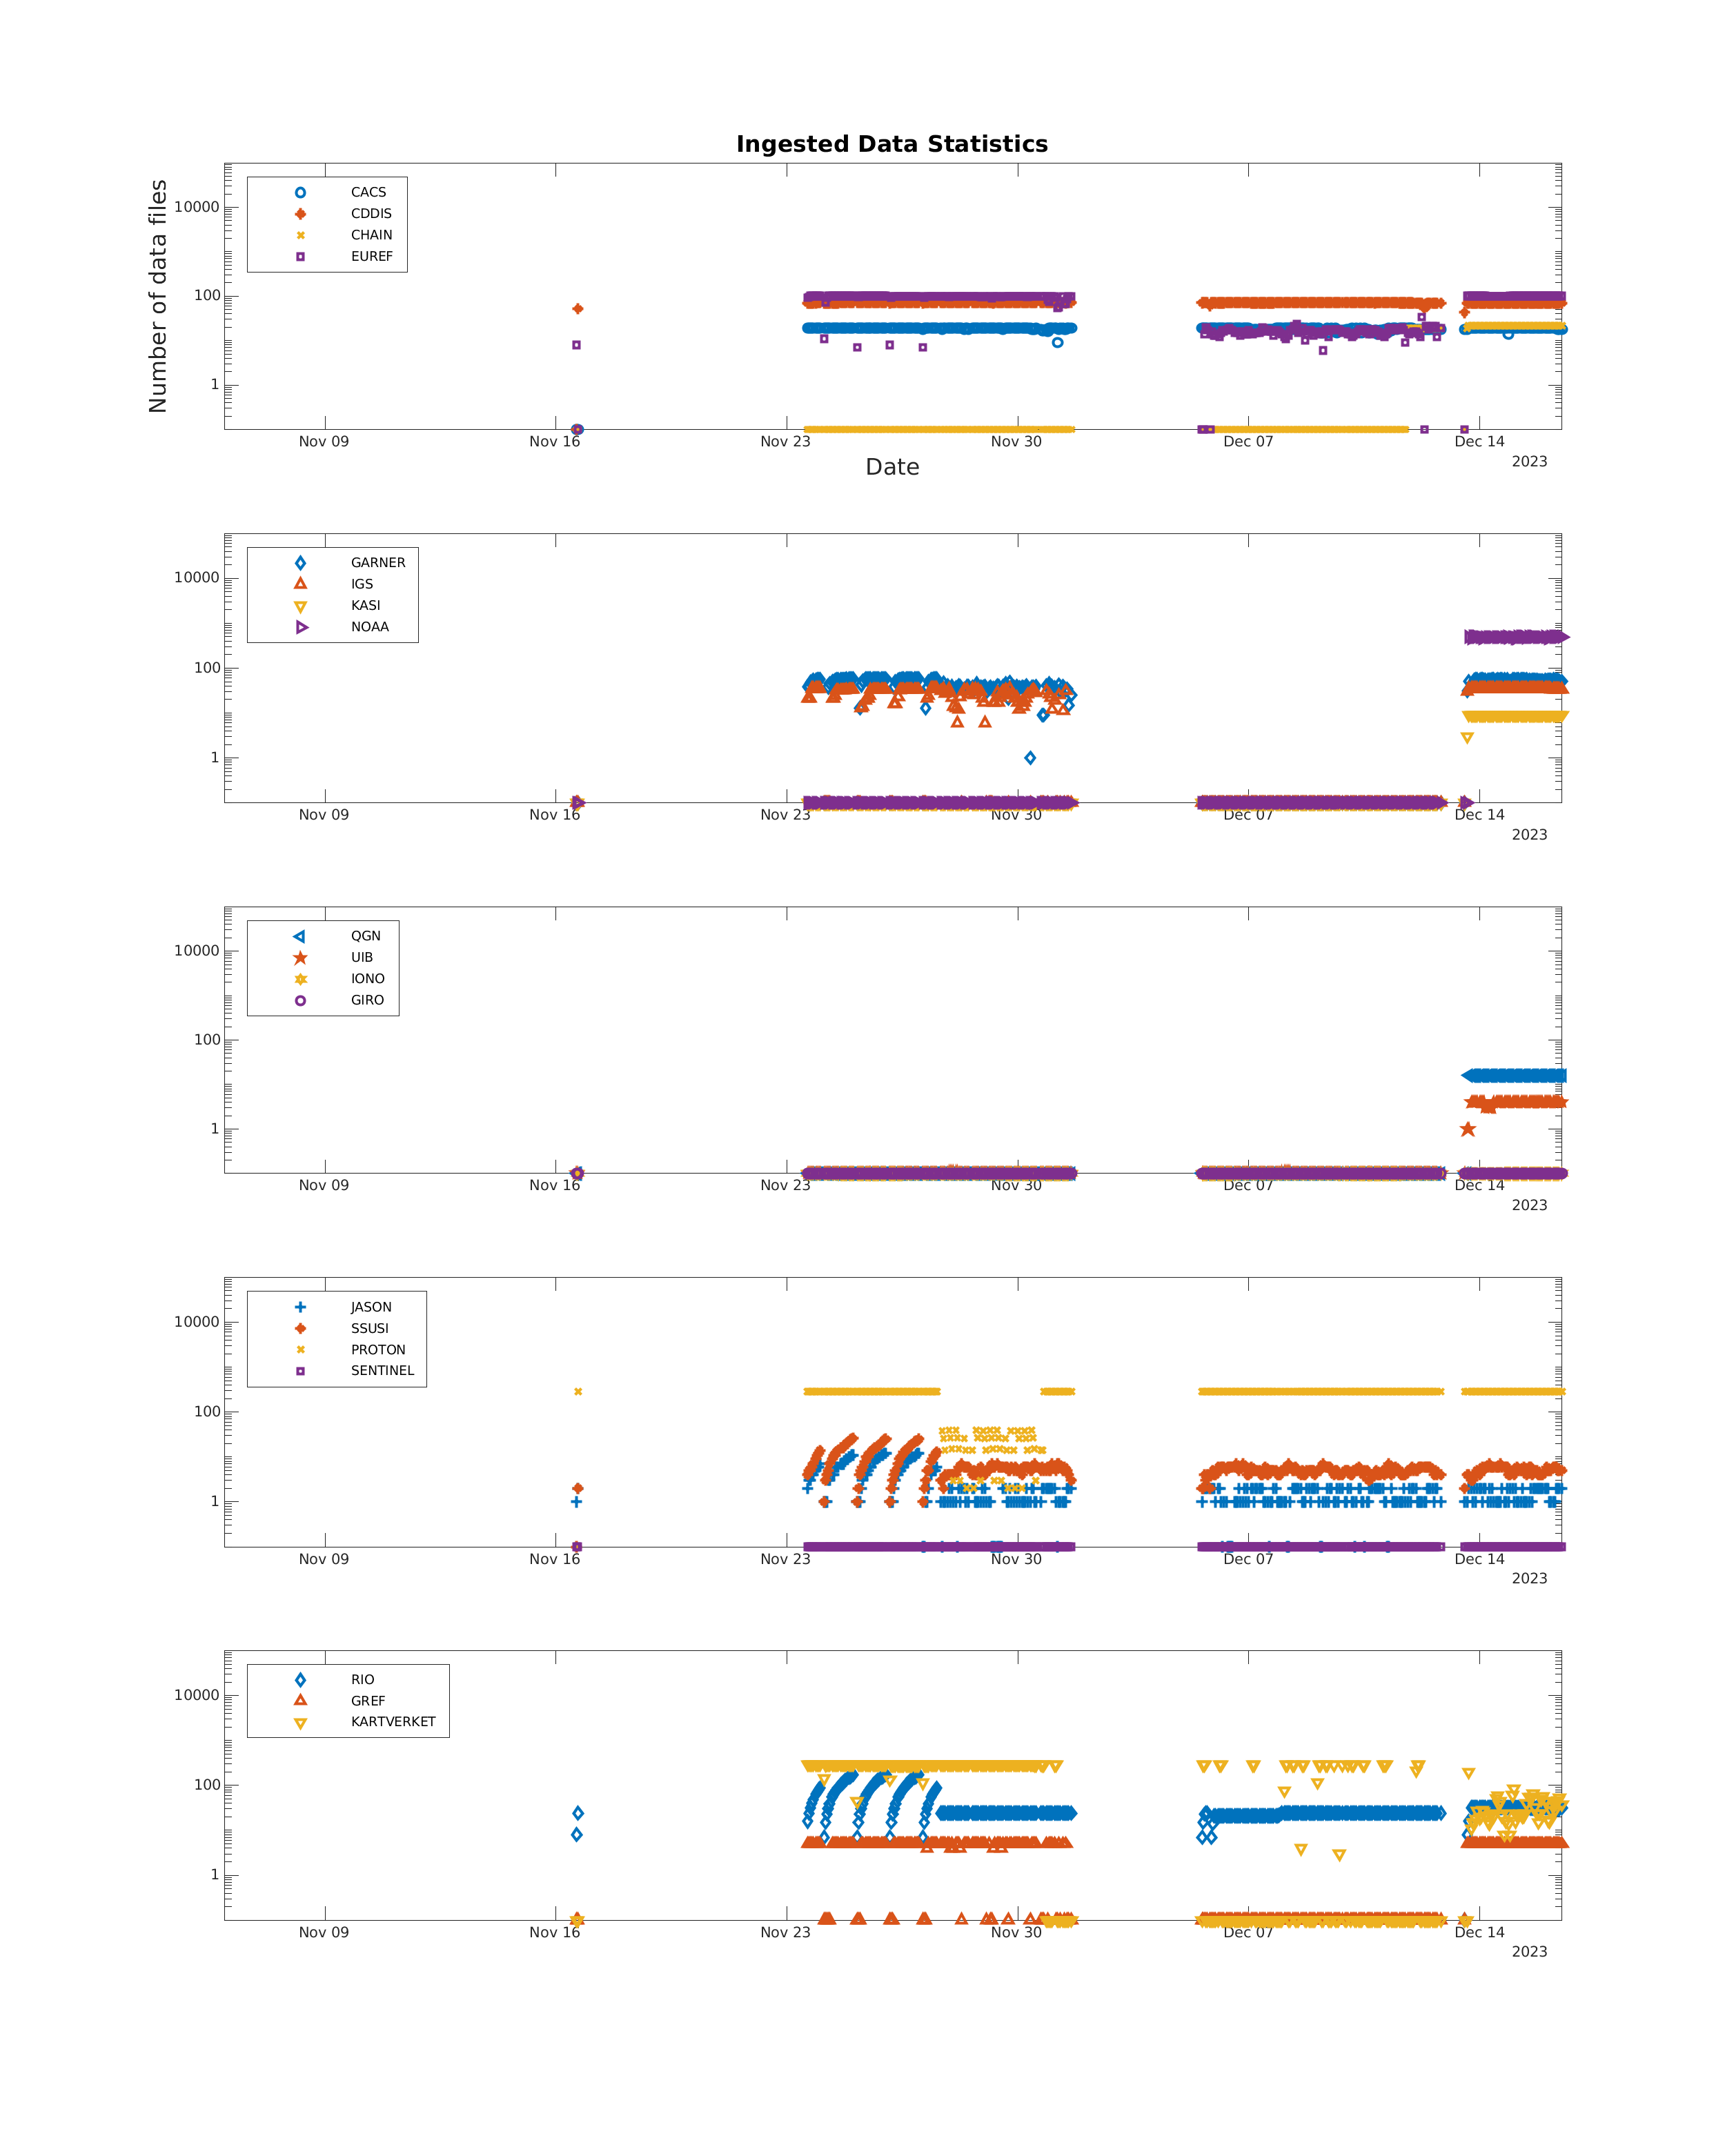 Ingested Data Statistics
Number of data files
CACS
CDDIS
CHAIN
EUREF
10000
100
1
Nov 09 Nov 16 Nov 23 Nov 30 Dec 07 Dec 14
2023
Date
GARNER
IGS
KASI
NOAA
10000
100
1
Nov 09 Nov 16 Nov 23 Nov 30 Dec 07 Dec 14
2023
QGN
UIB
IONO
GIRO
10000
100
1
Nov 09 Nov 16 Nov 23 Nov 30 Dec 07 Dec 14
2023
JASON
SSUSI
PROTON
SENTINEL
10000
100
1
Nov 09 Nov 16 Nov 23 Nov 30 Dec 07 Dec 14
2023
RIO
GREF
KARTVERKET
10000
100
1
Nov 09 Nov 16 Nov 23 Nov 30 Dec 07 Dec 14
2023